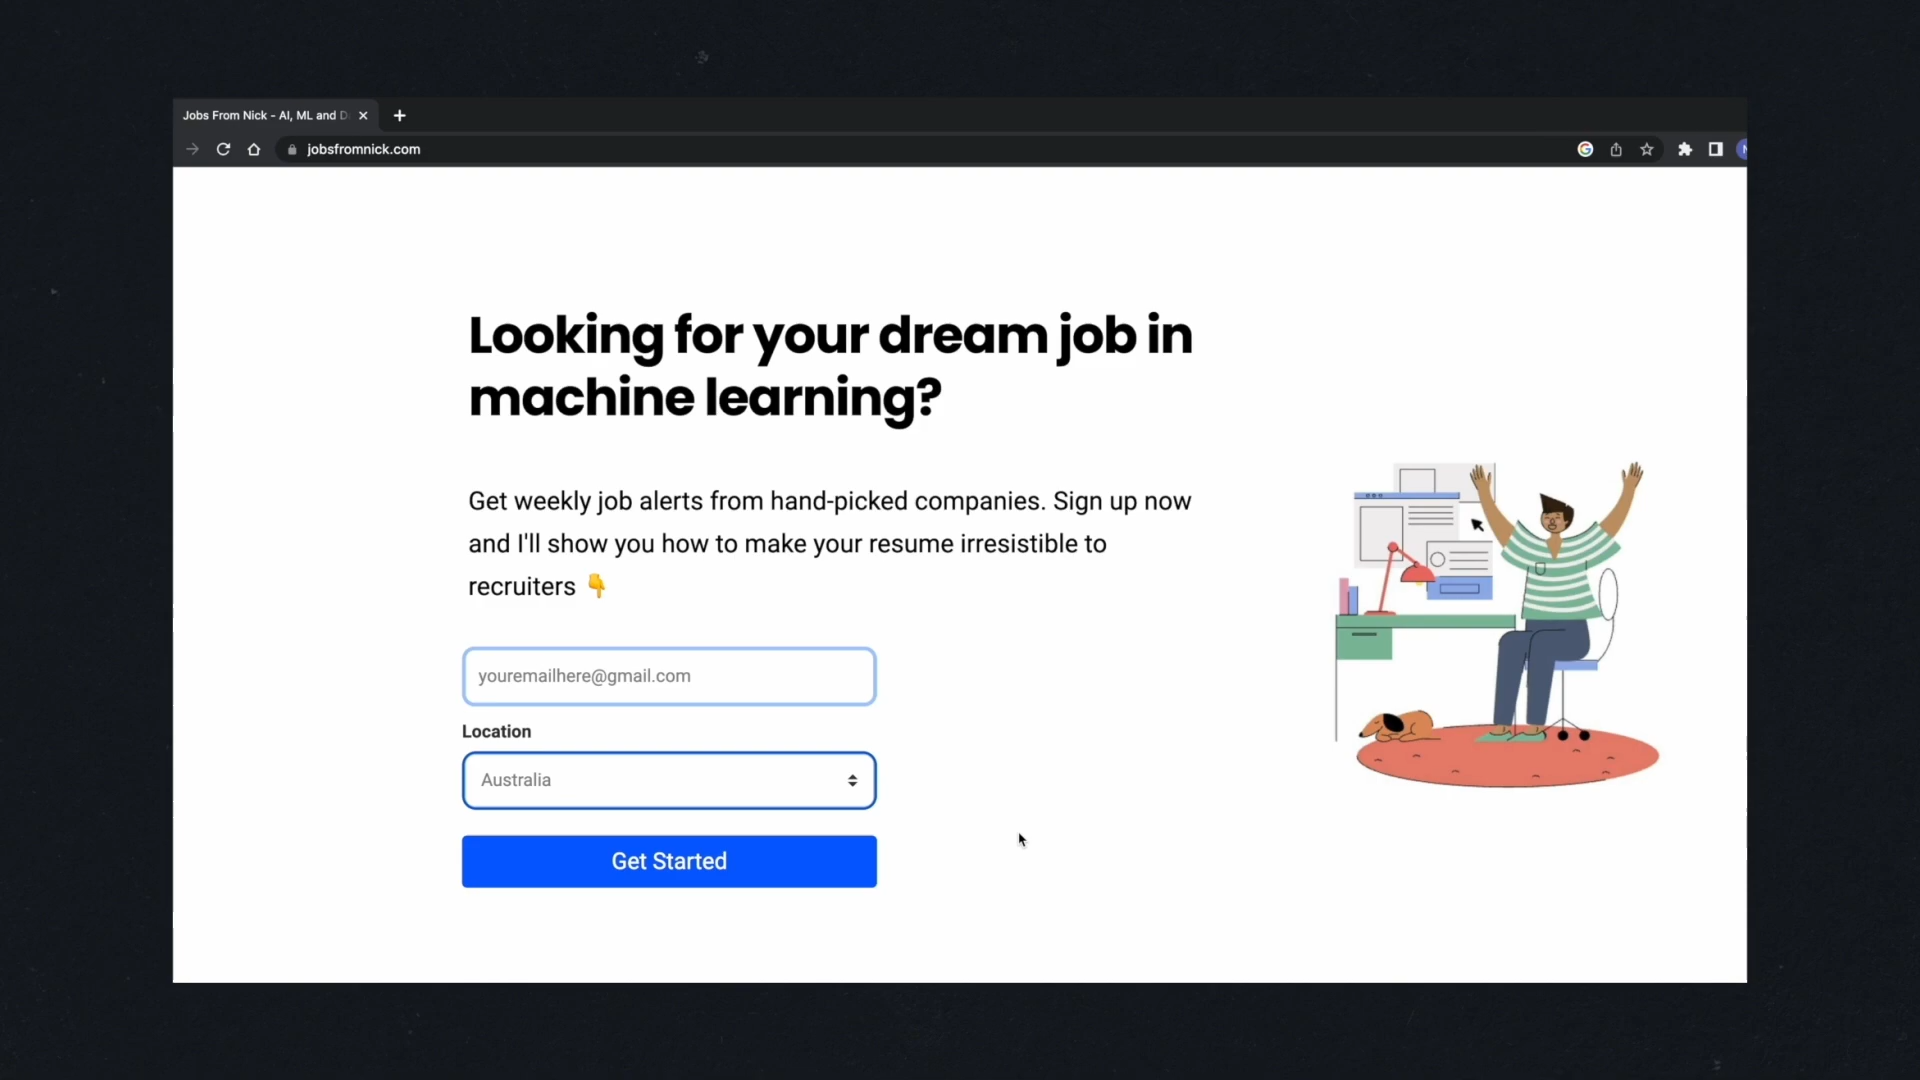 Jobs From Nick - AI, ML and D
jobsfromnick.com
Looking for your dream job in
machine learning?
Get weekly job alerts from hand-picked companies. Sign up now
and I'll show you how to make your resume irresistible to
recruiters 👇
youremailhere@gmail.com
Location
Australia
Get Started